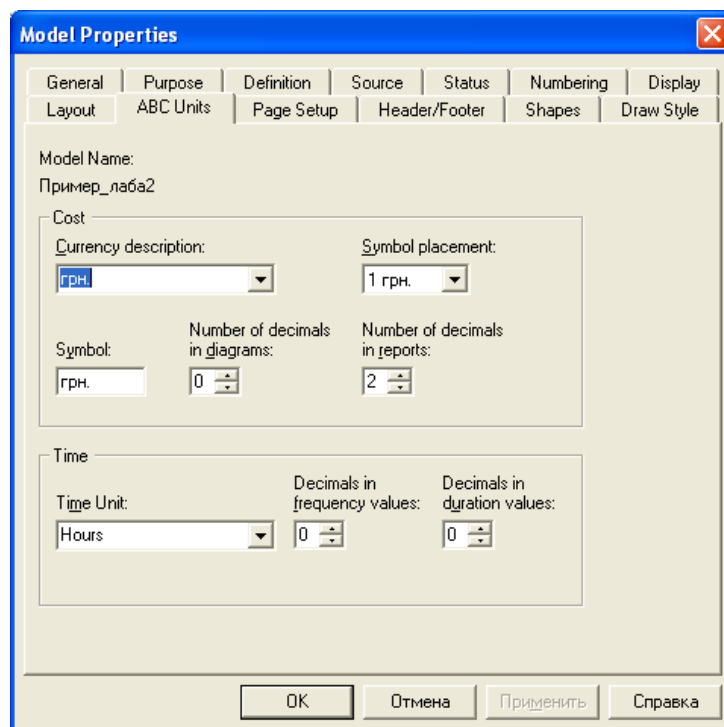 Model Properties
General Purpose Definition Source Status Numbering Display
Layout ABC Units Page Setup Header/Footer Shapes Draw Style
Model Name:
Пример_лаба2
Cost
Currency description: Symbol placement:
грн. 1 грн.
Number of decimals Number of decimals
Symbol: in diagrams: in reports:
грн. 0 2
Time
Decimals in Decimals in
Time Unit: frequency values: duration values:
Hours 0 0
OK Отмена Применить Справка